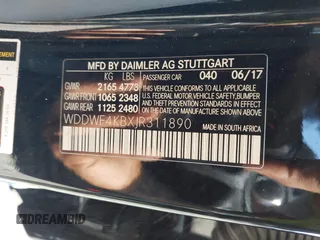 MFD BY DAIMLER AG STUTTGART
KG LBS PASSENGER CAR 040 06/17
GVWR 2165 4773 THIS VEHICLE CONFORMS TO ALL
GAWR FRONT 1065 2348 APPLICABLE U.S. FEDERAL MOTOR
GAWR REAR 1125 2480 VEHICLE SAFETY, BUMPER, AND THEFT
PREVENTION STANDARDS IN EFFECT
ON THE DATE OF MANUFACTURE
SHOWN ABOVE.
WDDWF4KBXJR311890
MADE IN SOUTH AFRICA
DREAMBID